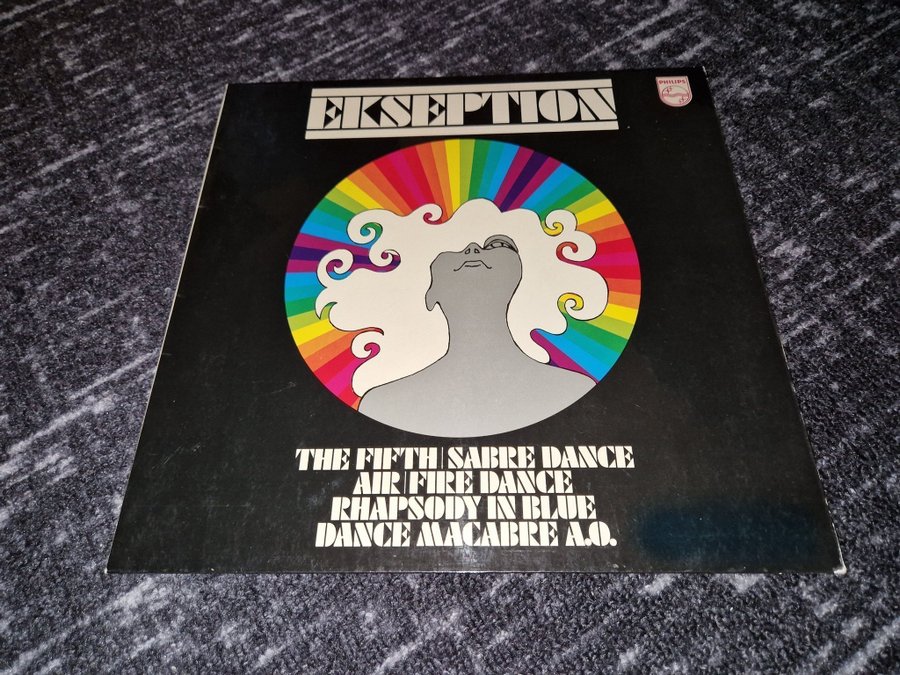 PHILIPS
EKSEPTION
THE FIFTH|SABRE DANCE
AIR|FIRE DANCE
RHAPSODY IN BLUE
DANCE MACABRE A.O.